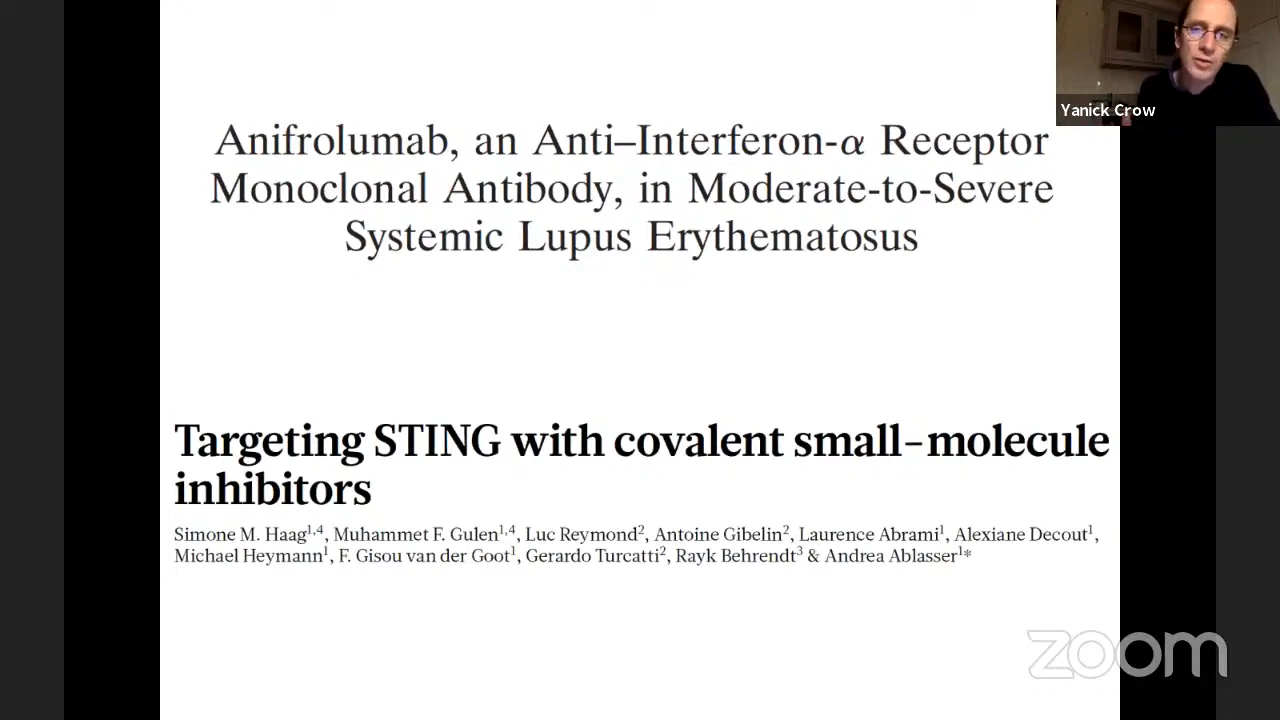 Yanick Crow
Anifrolumab, an Anti–Interferon-α Receptor
Monoclonal Antibody, in Moderate-to-Severe
Systemic Lupus Erythematosus
Targeting STING with covalent small-molecule
inhibitors
Simone M. Haag1,4, Muhammet F. Gulen1,4, Luc Reymond2, Antoine Gibelin2, Laurence Abrami1, Alexiane Decout1,
Michael Heymann1, F. Gisou van der Goot1, Gerardo Turcatti2, Rayk Behrendt3 & Andrea Ablasser1*
zoom